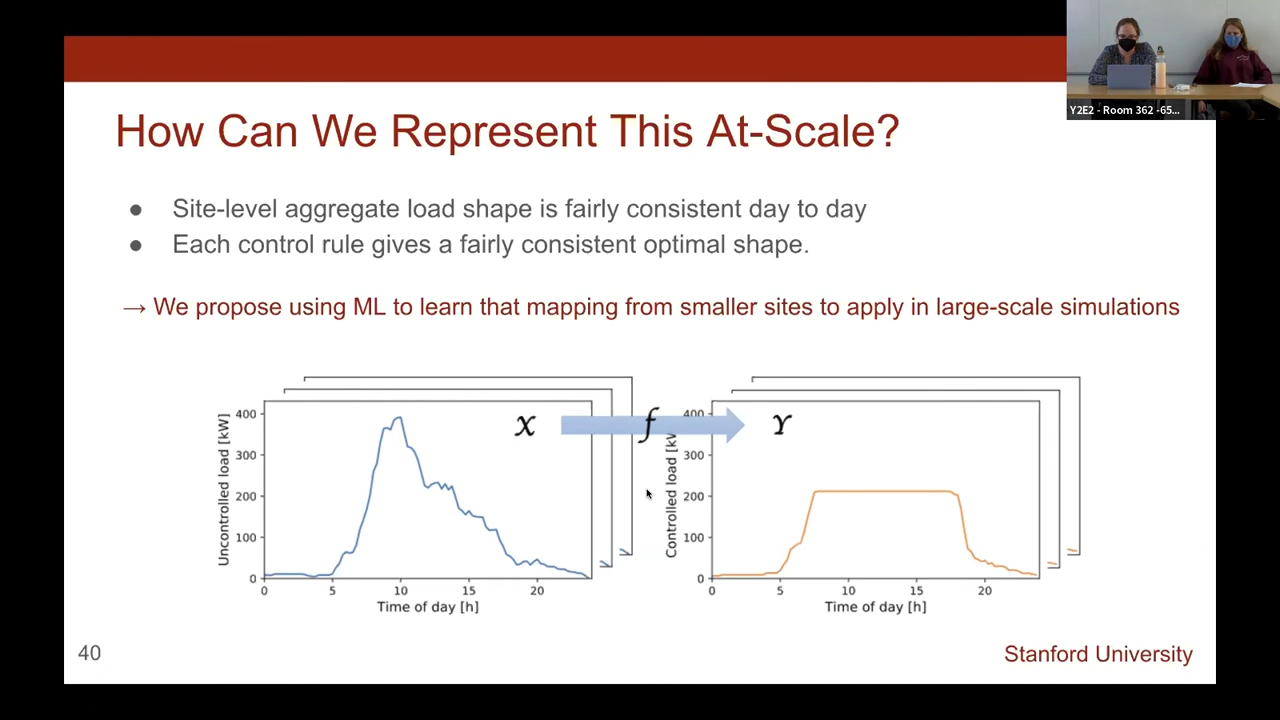 Y2E2 - Room 362 -65...
How Can We Represent This At-Scale?
● Site-level aggregate load shape is fairly consistent day to day
● Each control rule gives a fairly consistent optimal shape.
→ We propose using ML to learn that mapping from smaller sites to apply in large-scale simulations
X f Y
Uncontrolled load [kW]
400
300
200
100
0
0 5 10 15 20
Time of day [h]
Controlled load [kW
400
300
200
100
0
0 5 10 15 20
Time of day [h]
40
Stanford University